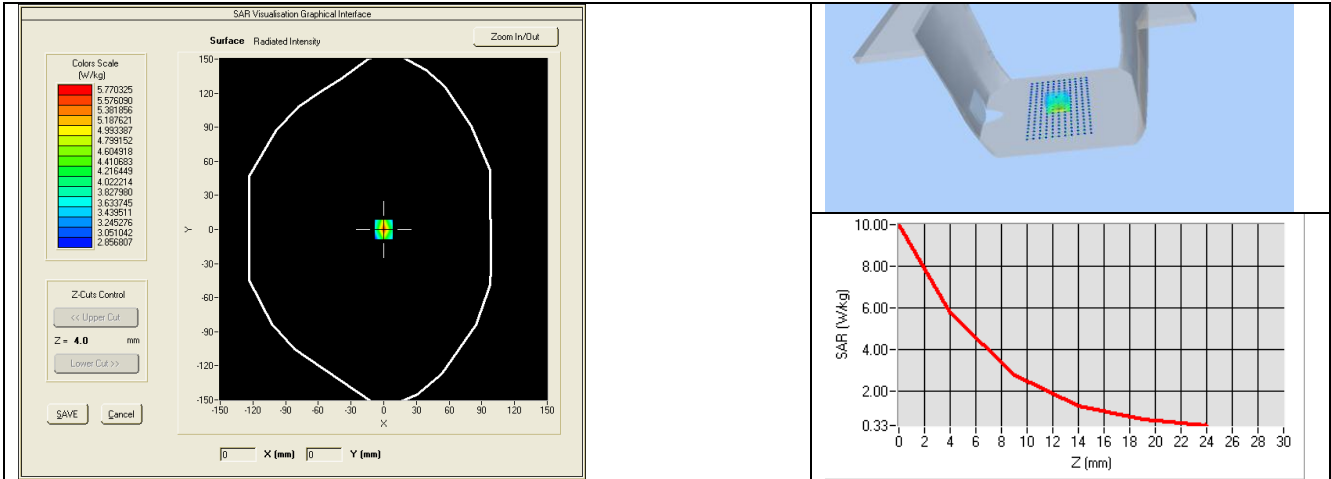 SAR Visualisation Graphical Interface
Surface Radiated Intensity
Zoom In/Out
Colors Scale
(W/kg)
5.770325
5.576090
5.381856
5.187621
4.993387
4.799152
4.604918
4.410683
4.216449
4.022214
3.827980
3.633745
3.439511
3.245276
3.051042
2.856807
Z-Cuts Control
<< Upper Cut
Z = 4.0 mm
Lower Cut >>
SAVE Cancel
150
120
90
60
30
0
-30
-60
-90
-120
-150
Y
-150 -120 -90 -60 -30 0 30 60 90 120 150
X
0 X (mm) 0 Y (mm)
10.00
8.00
6.00
4.00
2.00
0.33
SAR (W/kg)
0 2 4 6 8 10 12 14 16 18 20 22 24 26 28 30
Z (mm)